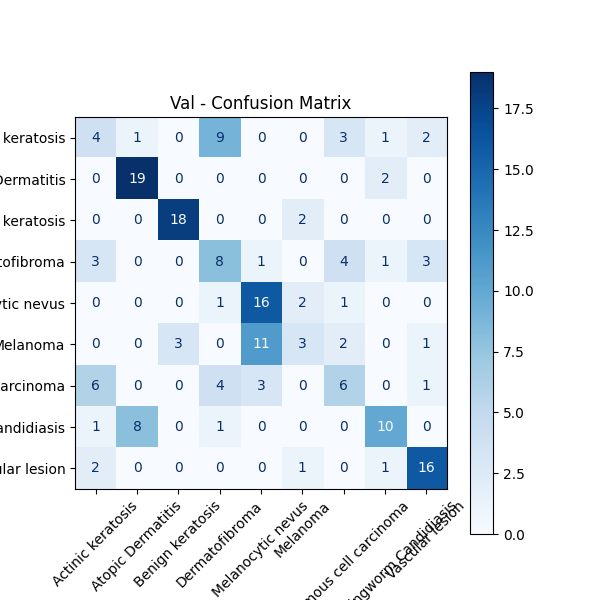 Val - Confusion Matrix
keratosis 4 1 0 9 0 0 3 1 2
Dermatitis 0 19 0 0 0 0 0 2 0
keratosis 0 0 18 0 0 2 0 0 0
tofibroma 3 0 0 8 1 0 4 1 3
ytic nevus 0 0 0 1 16 2 1 0 0
Melanoma 0 0 3 0 11 3 2 0 1
arcinoma 6 0 0 4 3 0 6 0 1
andidiasis 1 8 0 1 0 0 0 10 0
ular lesion 2 0 0 0 0 1 0 1 16
Actinic keratosis
Atopic Dermatitis
Benign keratosis
Dermatofibroma
Melanocytic nevus
Melanoma
mous cell carcinoma
ngworm Candidiasis
Vascular lesion
17.5
15.0
12.5
10.0
7.5
5.0
2.5
0.0